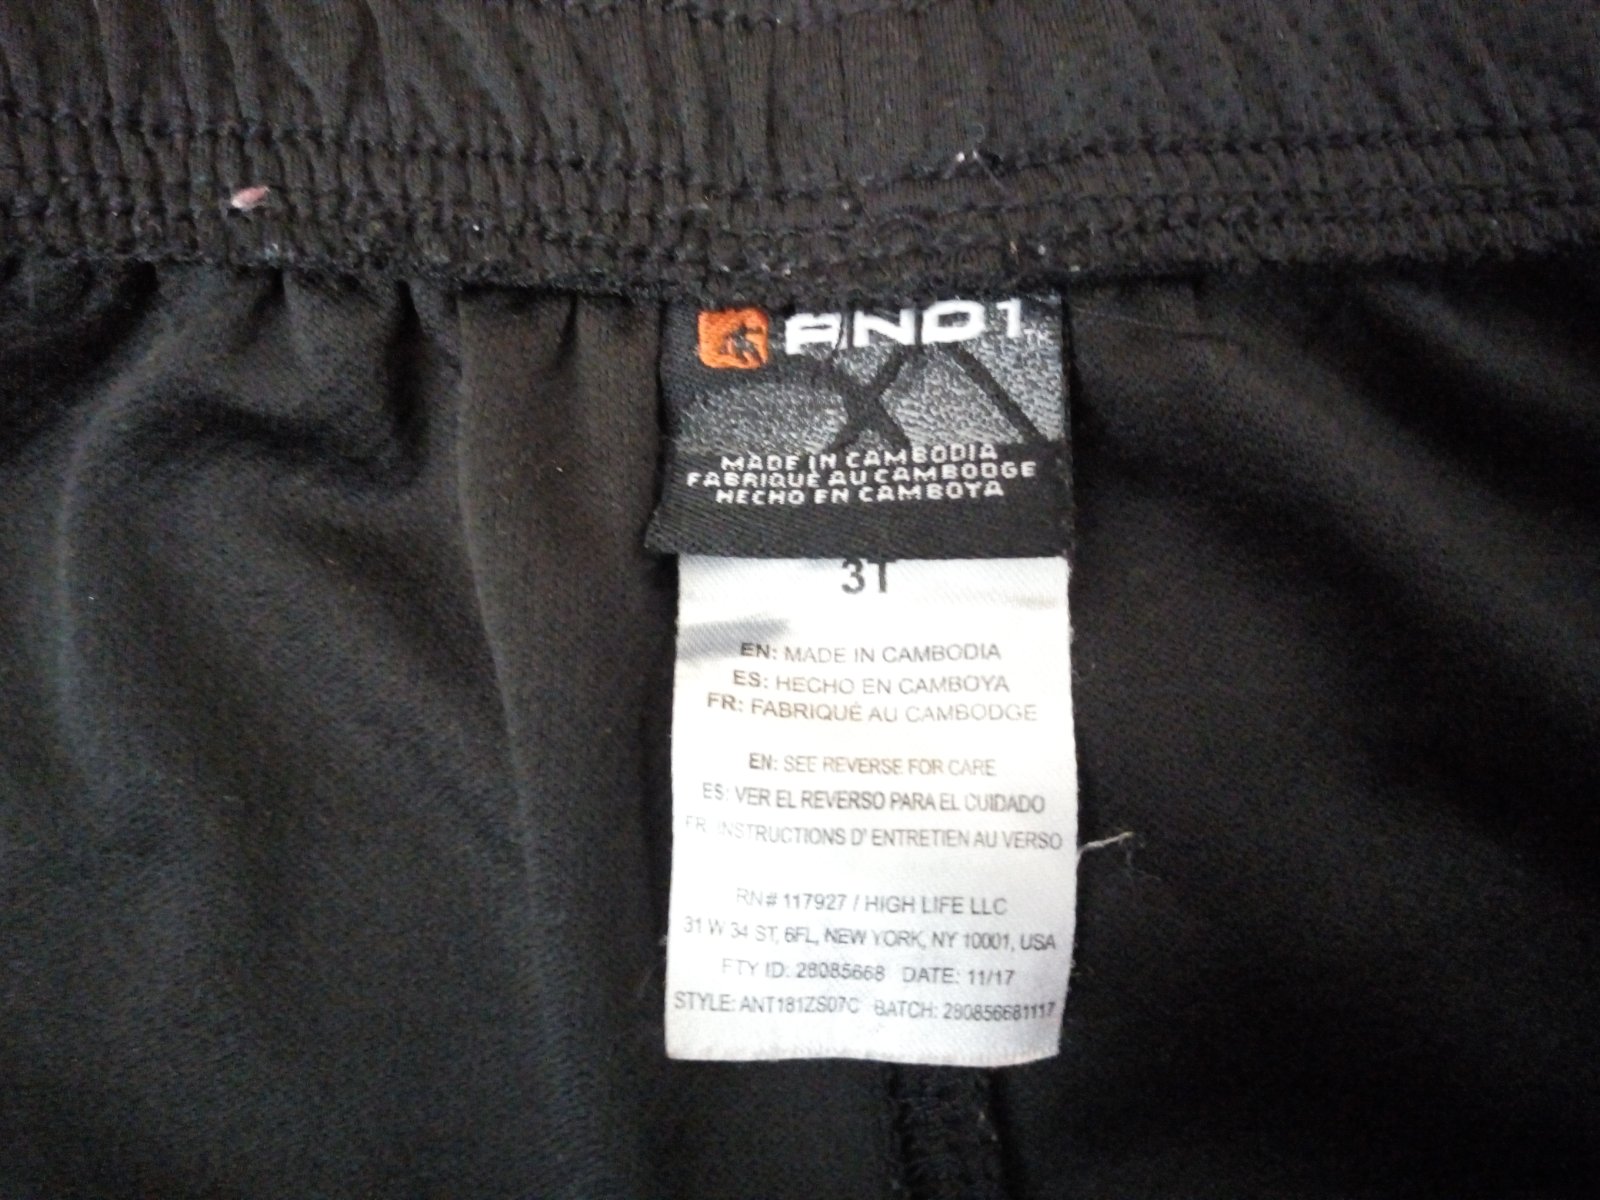 AND1
MADE IN CAMBODIA
FABRIQUÉ AU CAMBODGE
HECHO EN CAMBOYA
3T
EN: MADE IN CAMBODIA
ES: HECHO EN CAMBOYA
FR: FABRIQUÉ AU CAMBODGE
EN: SEE REVERSE FOR CARE
ES: VER EL REVERSO PARA EL CUIDADO
FR: INSTRUCTIONS D' ENTRETIEN AU VERSO
RN# 117927 / HIGH LIFE LLC
31 W 34 ST, 6FL, NEW YORK, NY 10001, USA
FTY ID: 28085668 DATE: 11/17
STYLE: ANT181ZS07C BATCH: 280856681117